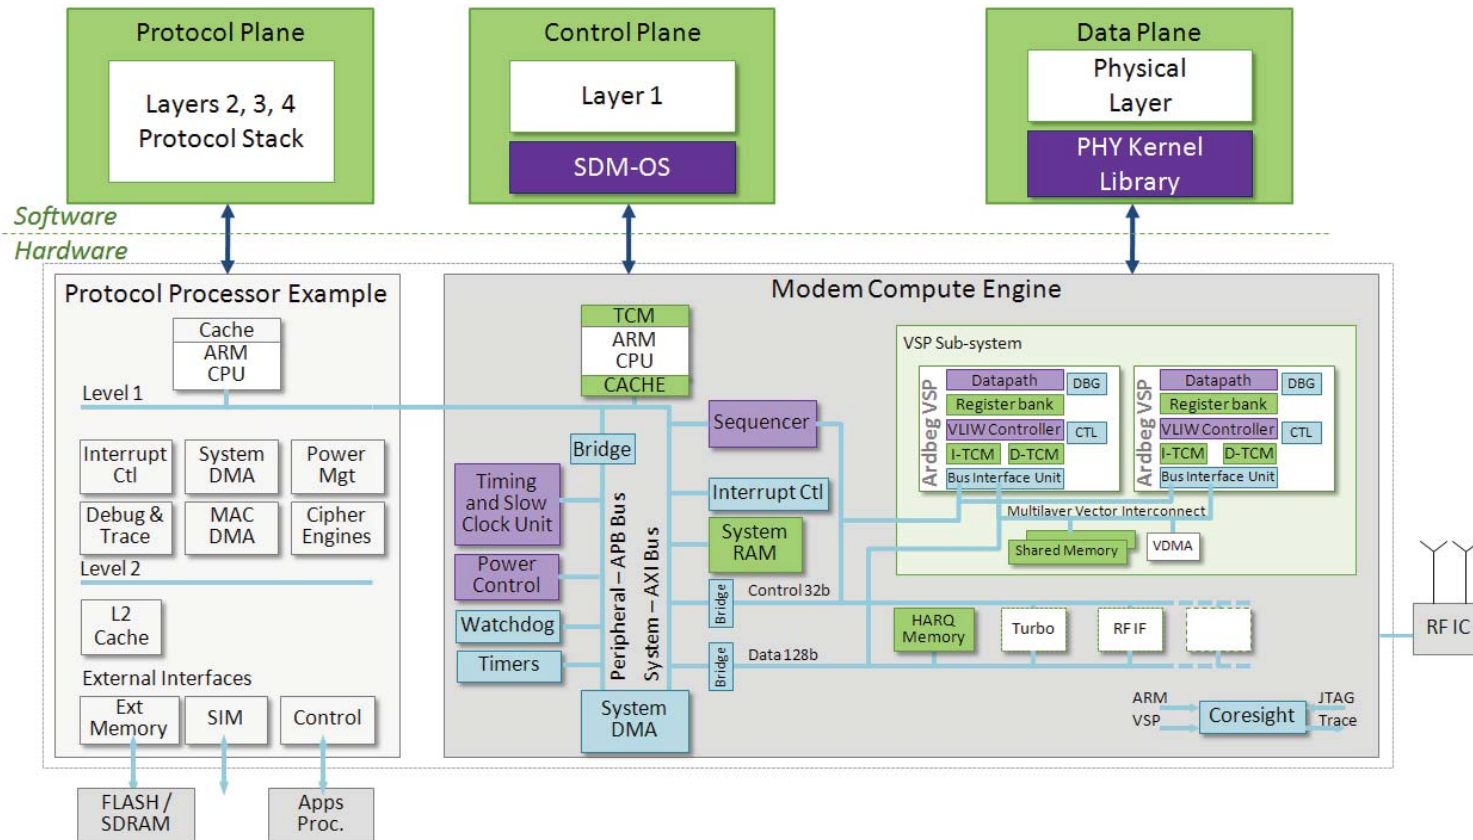 Protocol Plane
Layers 2, 3, 4
Protocol Stack
Control Plane
Layer 1
SDM-OS
Data Plane
Physical
Layer
PHY Kernel
Library
Software
Hardware
Protocol Processor Example
Cache
ARM
CPU
Level 1
Interrupt
Ctl
System
DMA
Power
Mgt
Debug &
Trace
MAC
DMA
Cipher
Engines
Level 2
L2
Cache
External Interfaces
Ext
Memory
SIM
Control
FLASH /
SDRAM
Apps
Proc.
Modem Compute Engine
TCM
ARM
CPU
CACHE
Bridge
Timing
and Slow
Clock Unit
Power
Control
Watchdog
Timers
Peripheral – APB Bus
System – AXI Bus
System
DMA
Sequencer
Interrupt Ctl
System
RAM
Bridge
Control 32b
Bridge
Data 128b
VSP Sub-system
Ardbeg VSP
Datapath
DBG
Register bank
VLIW Controller
CTL
I-TCM
D-TCM
Bus Interface Unit
Ardbeg VSP
Datapath
DBG
Register bank
VLIW Controller
CTL
I-TCM
D-TCM
Bus Interface Unit
Multilayer Vector Interconnect
Shared Memory
VDMA
HARQ
Memory
Turbo
RF IF
ARM
VSP
Coresight
JTAG
Trace
RF IC